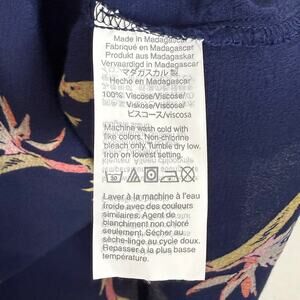 Made in Madagascar
Fabriqué en Madagascar
Produkt aus Madagaskar
Vervaardigd in Madagascar
マダガスカル 製
Hecho en Madagascar
100% Viscose/Viscose/
Viskose/Viscose/
ビスコース/viscosa
Machine wash cold with
like colors. Non-chlorine
bleach only. Tumble dry low.
Iron on lowest setting.
30
Laver à la machine à l'eau
froide avec des couleurs
similaires. Agent de
blanchiment non chloré
seulement. Sécher au
sèche-linge au cycle doux.
Repasser à la plus basse
température.